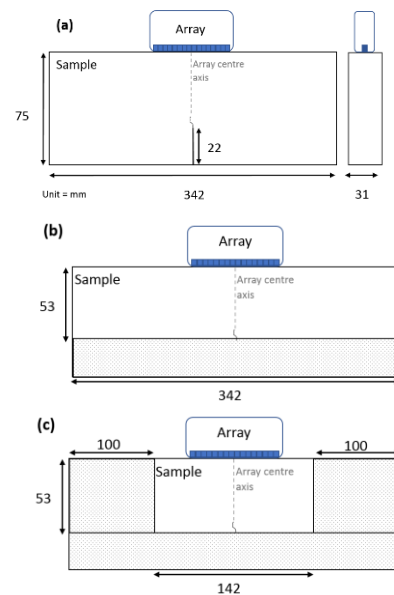 (a)
Array
Sample
Array centre
axis
75
22
Unit = mm
342
31
(b)
Array
Sample
Array centre
axis
53
342
(c)
Array
100
100
Sample
Array centre
axis
53
142